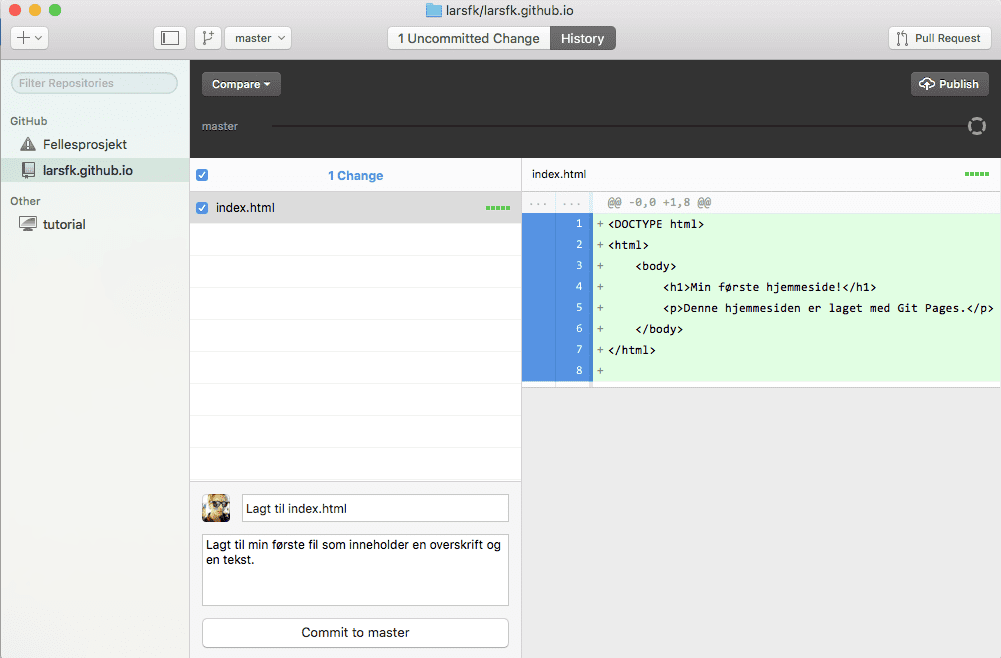 larsfk/larsfk.github.io
master
1 Uncommitted Change
History
Pull Request
Filter Repositories
GitHub
Fellesprosjekt
larsfk.github.io
Other
tutorial
Compare
Publish
master
1 Change
index.html
Lagt til index.html
Lagt til min første fil som inneholder en overskrift og
en tekst.
Commit to master
index.html
... ... @@ -0,0 +1,8 @@
1 + <DOCTYPE html>
2 + <html>
3 + <body>
4 + <h1>Min første hjemmeside!</h1>
5 + <p>Denne hjemmesiden er laget med Git Pages.</p>
6 + </body>
7 + </html>
8 +